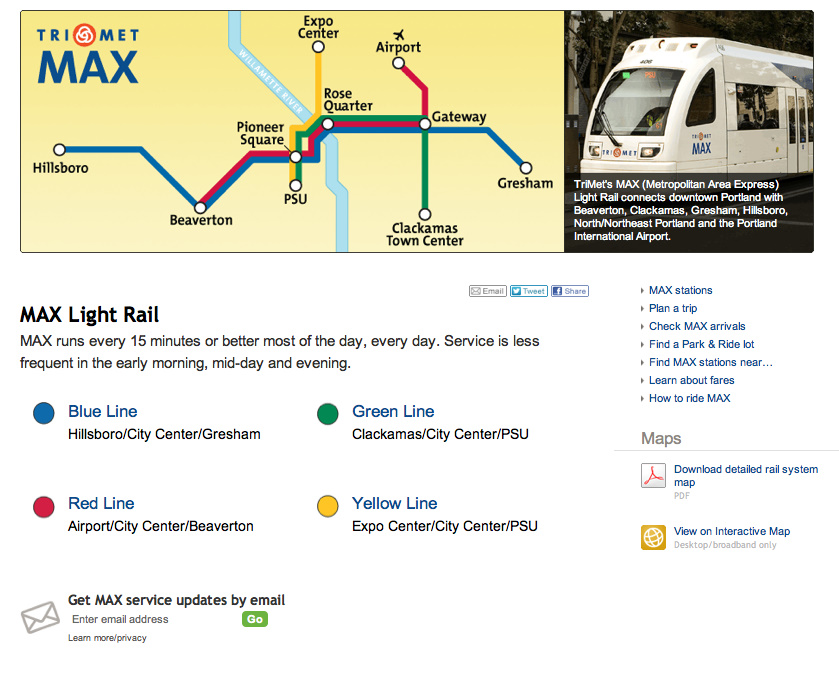 TRI MET
MAX
WILLAMETTE RIVER
Expo
Center
Airport
Rose
Quarter
Gateway
Pioneer
Square
Hillsboro
Gresham
PSU
Beaverton
Clackamas
Town Center
406
PSU
TRI MET
MAX
TRI MET
TriMet's MAX (Metropolitan Area Express)
Light Rail connects downtown Portland with
Beaverton, Clackamas, Gresham, Hillsboro,
North/Northeast Portland and the Portland
International Airport.
Email
Tweet
Share
MAX Light Rail
MAX runs every 15 minutes or better most of the day, every day. Service is less
frequent in the early morning, mid-day and evening.
Blue Line
Hillsboro/City Center/Gresham
Green Line
Clackamas/City Center/PSU
Red Line
Airport/City Center/Beaverton
Yellow Line
Expo Center/City Center/PSU
Get MAX service updates by email
Enter email address
Go
Learn more/privacy
MAX stations
Plan a trip
Check MAX arrivals
Find a Park & Ride lot
Find MAX stations near…
Learn about fares
How to ride MAX
Maps
Download detailed rail system
map
PDF
View on Interactive Map
Desktop/broadband only